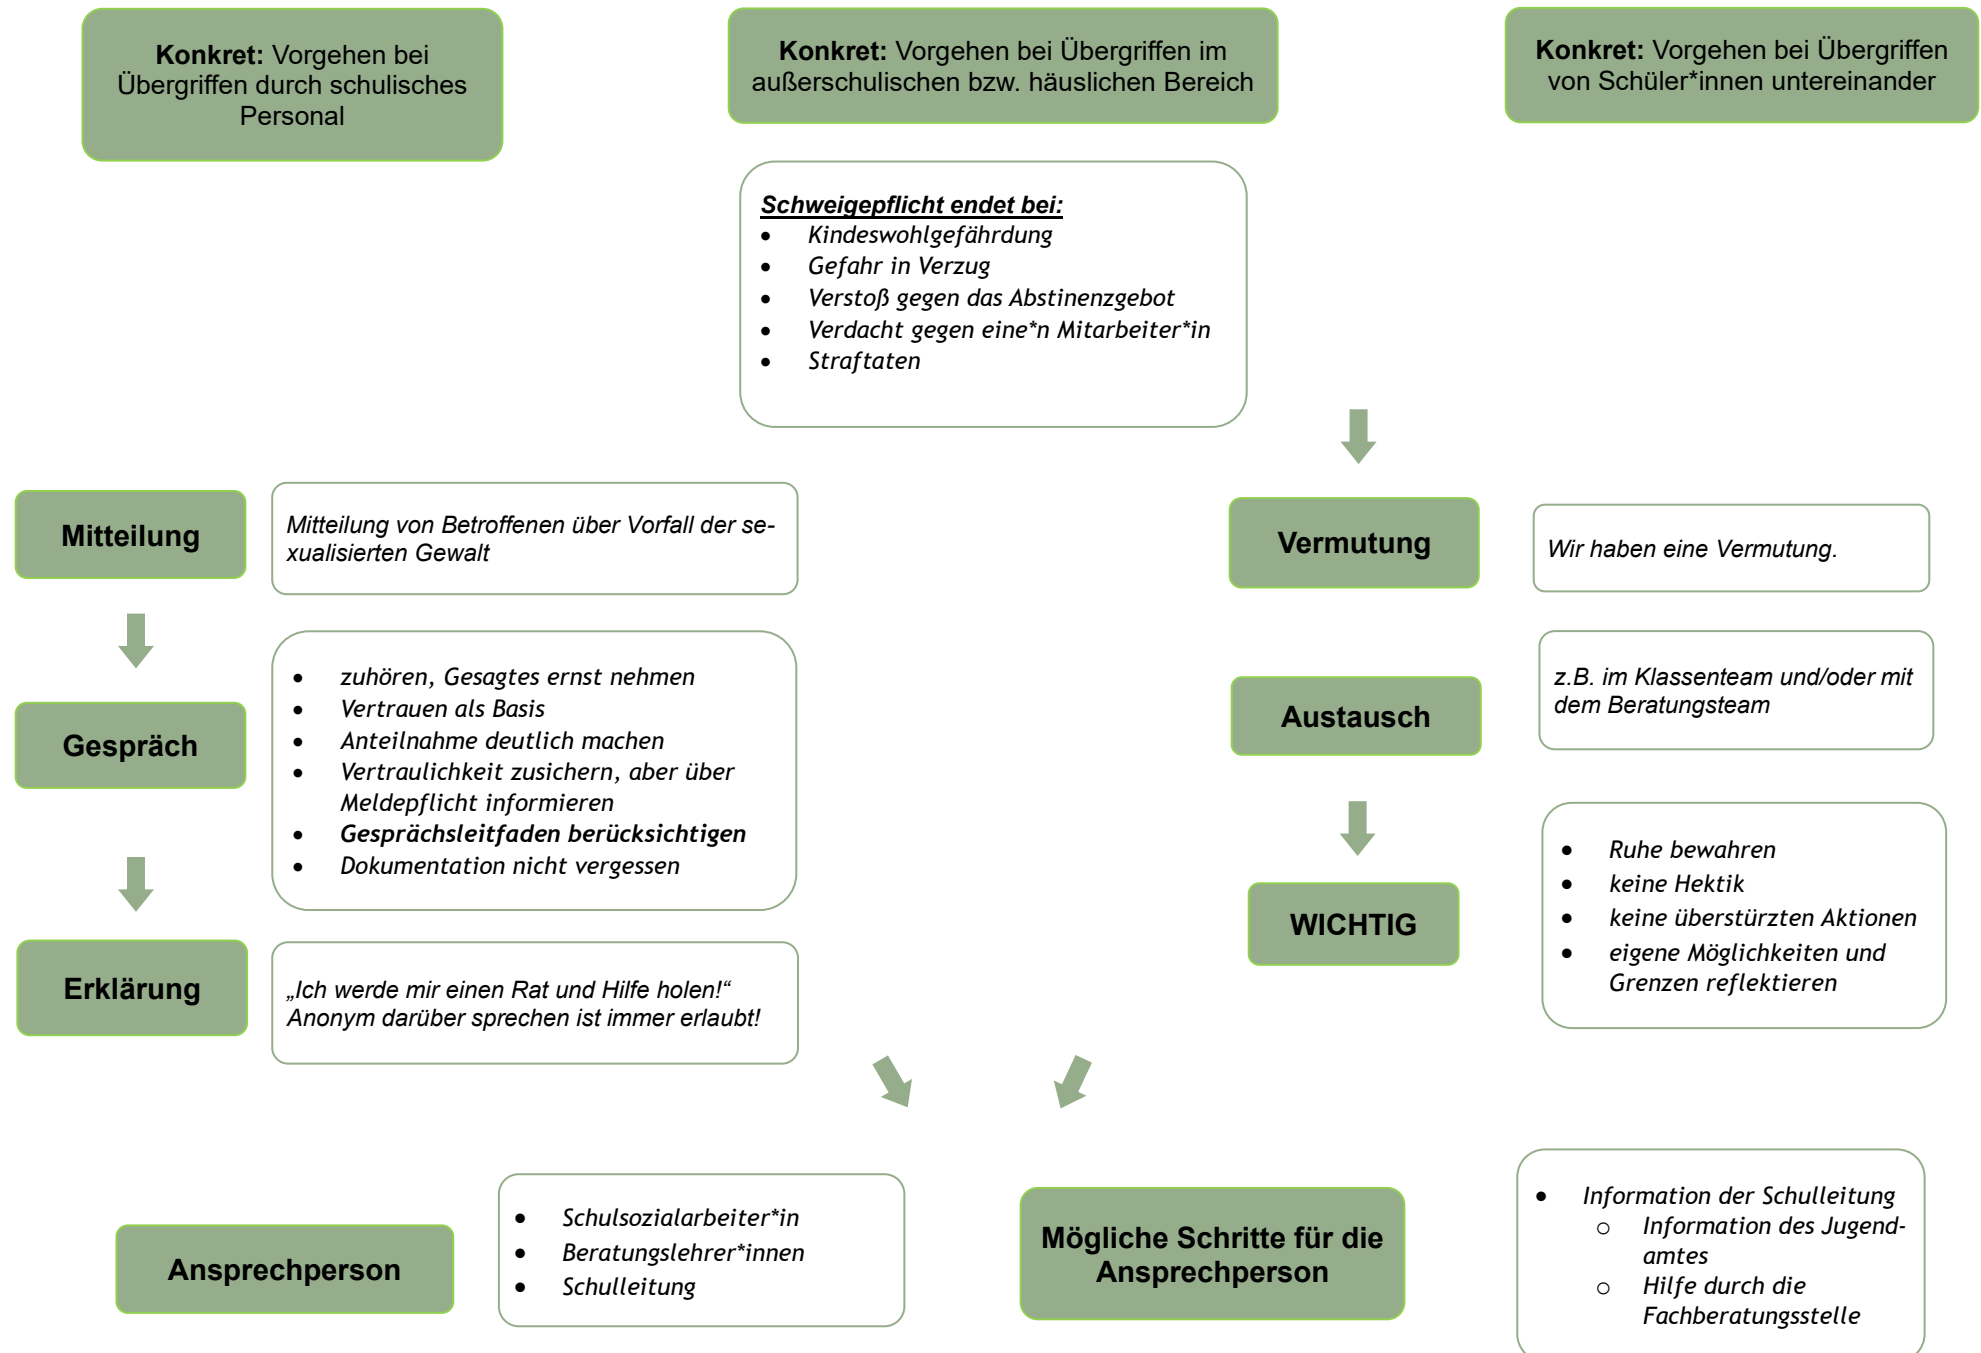 Konkret: Vorgehen bei
Übergriffen durch schulisches
Personal
Konkret: Vorgehen bei Übergriffen im
außerschulischen bzw. häuslichen Bereich
Konkret: Vorgehen bei Übergriffen
von Schüler*innen untereinander
Schweigepflicht endet bei:
• Kindeswohlgefährdung
• Gefahr in Verzug
• Verstoß gegen das Abstinenzgebot
• Verdacht gegen eine*n Mitarbeiter*in
• Straftaten
Mitteilung
Mitteilung von Betroffenen über Vorfall der se-
xualisierten Gewalt
Gespräch
• zuhören, Gesagtes ernst nehmen
• Vertrauen als Basis
• Anteilnahme deutlich machen
• Vertraulichkeit zusichern, aber über
Meldepflicht informieren
• Gesprächsleitfaden berücksichtigen
• Dokumentation nicht vergessen
Erklärung
„Ich werde mir einen Rat und Hilfe holen!“
Anonym darüber sprechen ist immer erlaubt!
Vermutung
Wir haben eine Vermutung.
Austausch
z.B. im Klassenteam und/oder mit
dem Beratungsteam
WICHTIG
• Ruhe bewahren
• keine Hektik
• keine überstürzten Aktionen
• eigene Möglichkeiten und
Grenzen reflektieren
Ansprechperson
• Schulsozialarbeiter*in
• Beratungslehrer*innen
• Schulleitung
Mögliche Schritte für die
Ansprechperson
• Information der Schulleitung
o Information des Jugend-
amtes
o Hilfe durch die
Fachberatungsstelle